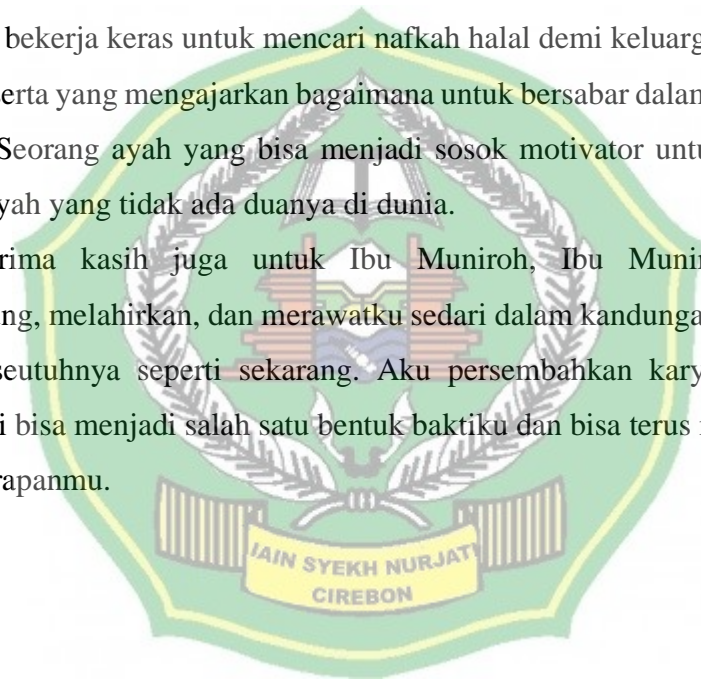 bekerja keras untuk mencari nafkah halal demi keluarg
erta yang mengajarkan bagaimana untuk bersabar dalam
Seorang ayah yang bisa menjadi sosok motivator untu
yah yang tidak ada duanya di dunia.
rima kasih juga untuk Ibu Muniroh, Ibu Munir
ng, melahirkan, dan merawatku sedari dalam kandunga
seutuhnya seperti sekarang. Aku persembahkan kary
i bisa menjadi salah satu bentuk baktiku dan bisa terus
rapanmu.
IAIN SYEKH NURJATI
CIREBON